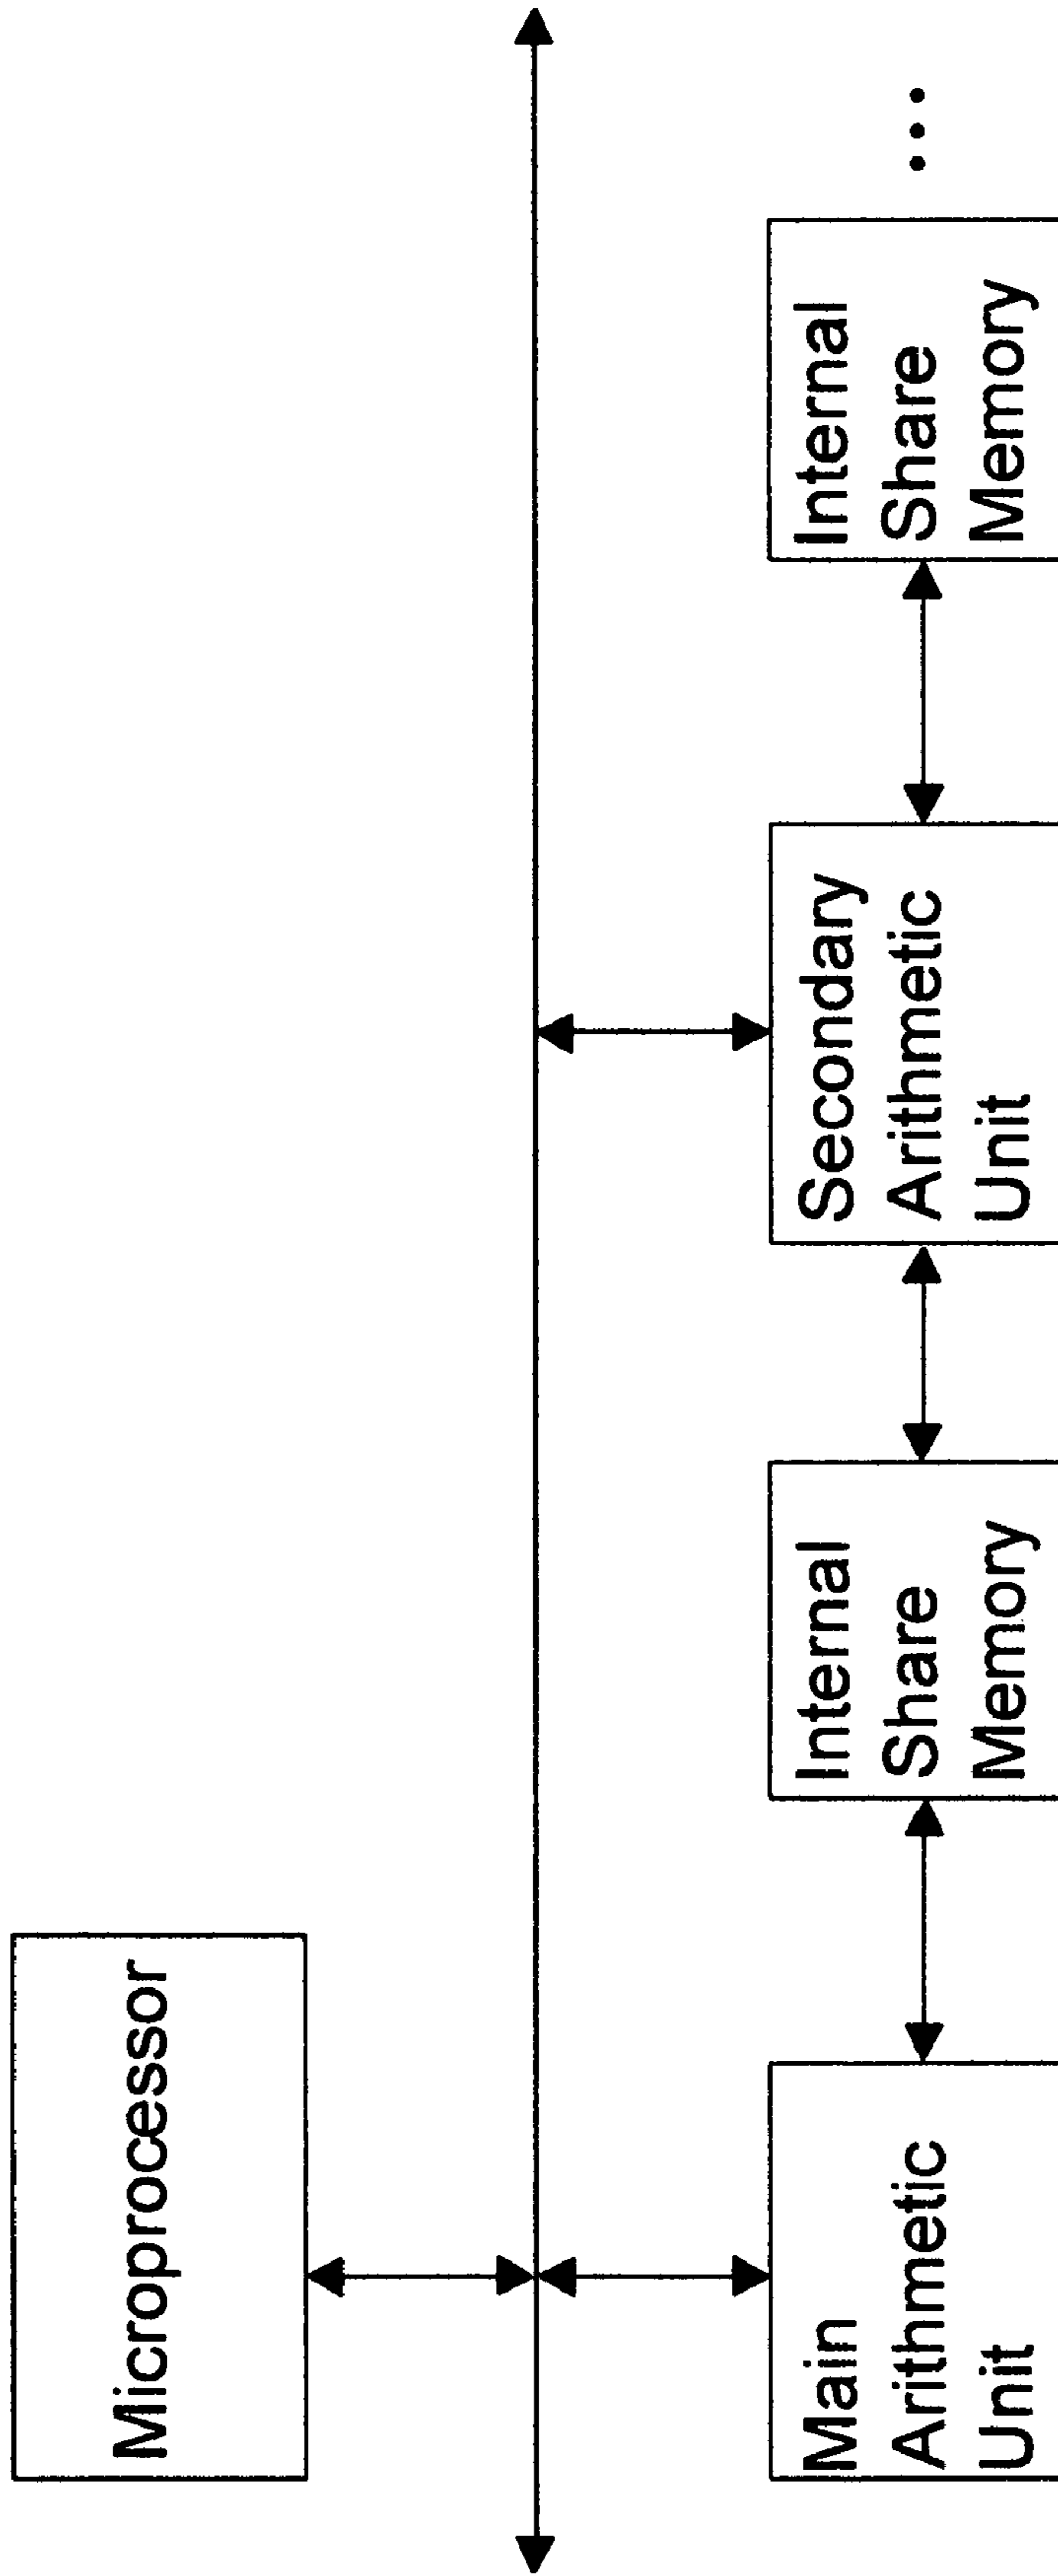 Microprocessor
Main
Arithmetic
Unit
Internal
Share
Memory
Secondary
Arithmetic
Unit
Internal
Share
Memory
...